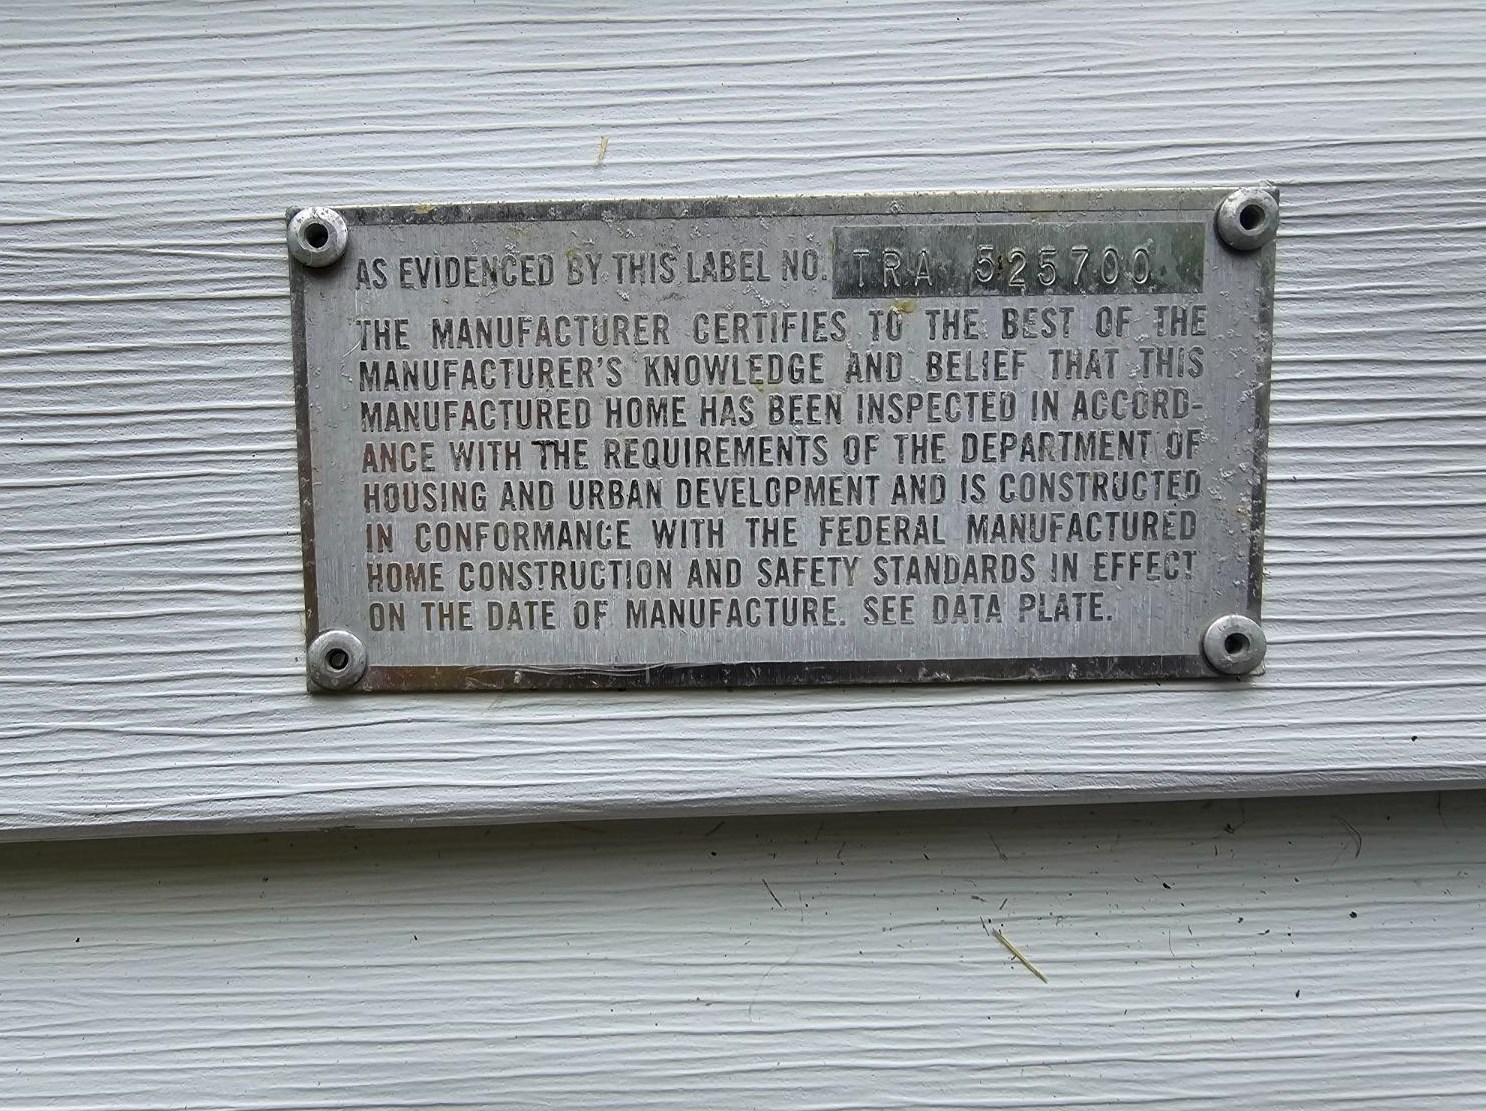 AS EVIDENCED BY THIS LABEL NO. TRA 525700
THE MANUFACTURER CERTIFIES TO THE BEST OF THE
MANUFACTURER'S KNOWLEDGE AND BELIEF THAT THIS
MANUFACTURED HOME HAS BEEN INSPECTED IN ACCORD-
ANCE WITH THE REQUIREMENTS OF THE DEPARTMENT OF
HOUSING AND URBAN DEVELOPMENT AND IS CONSTRUCTED
IN CONFORMANCE WITH THE FEDERAL MANUFACTURED
HOME CONSTRUCTION AND SAFETY STANDARDS IN EFFECT
ON THE DATE OF MANUFACTURE. SEE DATA PLATE.